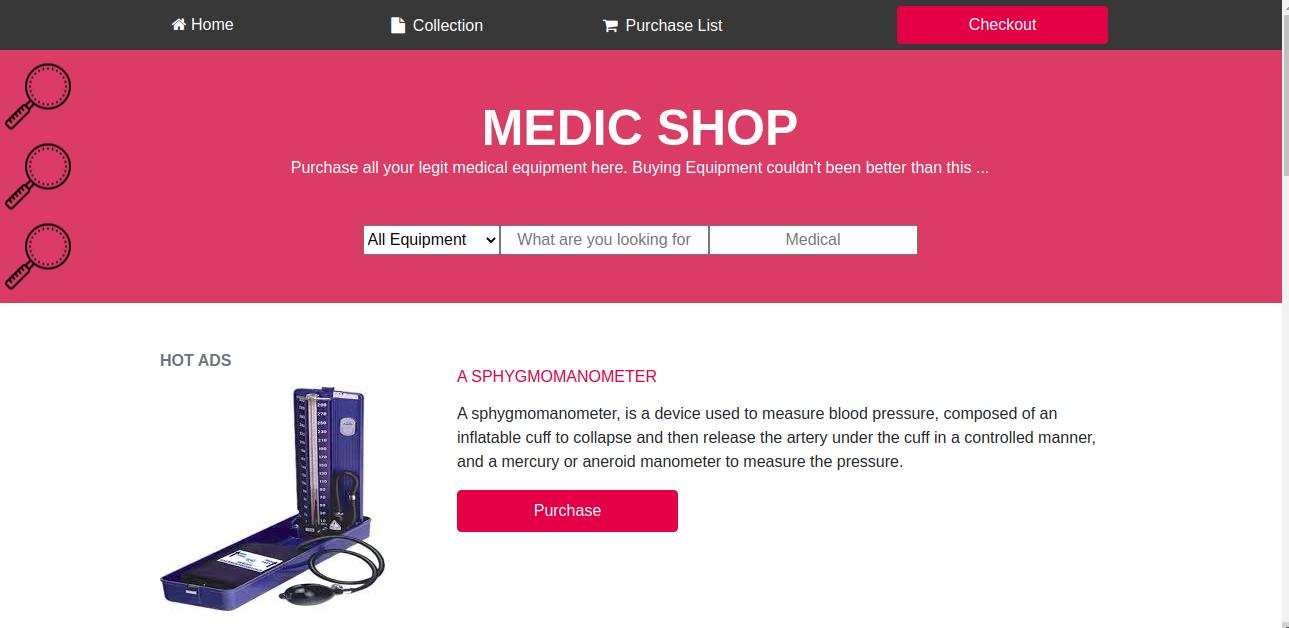 Home
Collection
Purchase List
Checkout
MEDIC SHOP
Purchase all your legit medical equipment here. Buying Equipment couldn't been better than this ...
All Equipment
What are you looking for
Medical
HOT ADS
A SPHYGMOMANOMETER
A sphygmomanometer, is a device used to measure blood pressure, composed of an
inflatable cuff to collapse and then release the artery under the cuff in a controlled manner,
and a mercury or aneroid manometer to measure the pressure.
Purchase